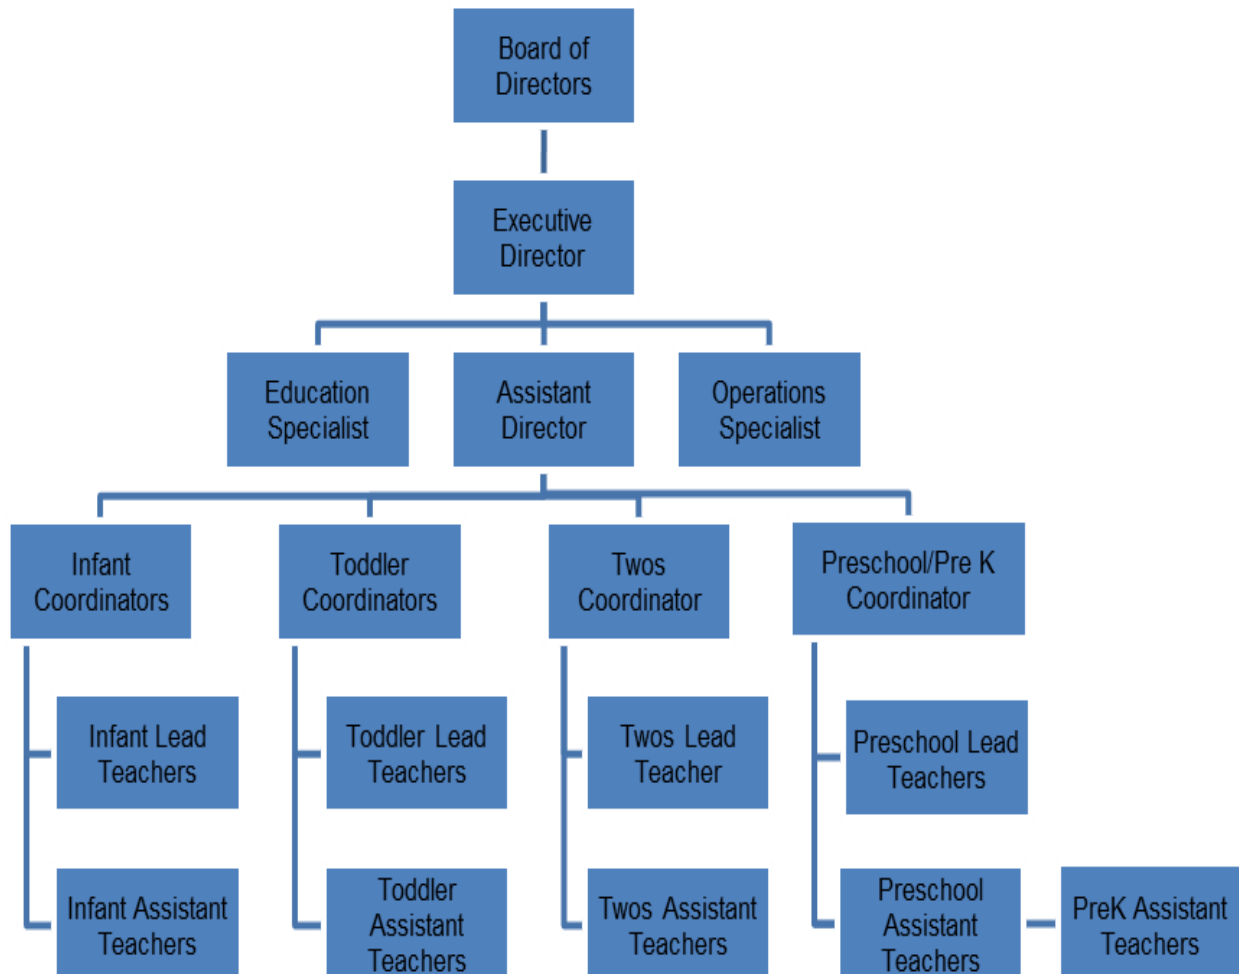 Board of
Directors
Executive
Director
Education
Specialist
Assistant
Director
Operations
Specialist
Infant
Coordinators
Toddler
Coordinators
Twos
Coordinator
Preschool/Pre K
Coordinator
Infant Lead
Teachers
Toddler Lead
Teachers
Twos Lead
Teacher
Preschool Lead
Teachers
Infant Assistant
Teachers
Toddler
Assistant
Teachers
Twos Assistant
Teachers
Preschool
Assistant
Teachers
PreK Assistant
Teachers